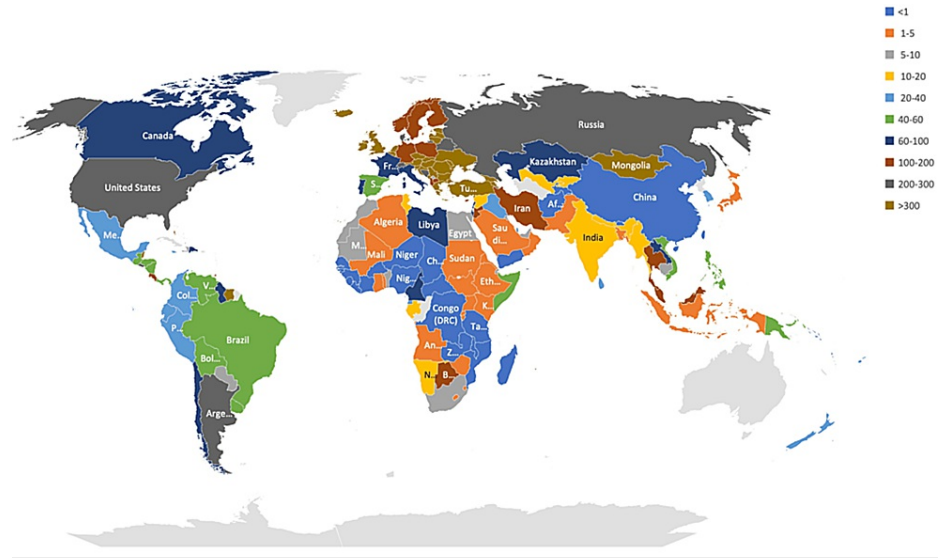 <1
1-5
5-10
10-20
20-40
40-60
60-100
100-200
200-300
>300
Canada
United States
Me...
Col...
V...
P...
Brazil
Bol...
Arge...
Russia
Kazakhstan
Mongolia
Fr...
S...
Tu...
China
Iran
Af...
Algeria
Libya
Egypt
Sau
di...
India
M...
Mali
Niger
Ch...
Sudan
Nig...
Eth...
Congo
(DRC)
K...
Ta...
An...
Z...
N...
B...